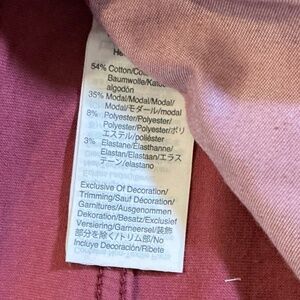 54% Cotton/Co
Baumwolle/Kato
algodón
35% Modal/Modal/Modal/
Modal/モダール/modal
8% Polyester/Polyester/
Polyester/Polyester/ポリ
エステル/poliéster
3% Elastane/Elasthanne/
Elastan/Elastaan/エラス
テーン/elastano
Exclusive Of Decoration/
Trimming/Sauf Décoration/
Garnitures/Ausgenommen
Dekoration/Besatz/Exclusief
Versiering/Garneersel/装飾
部分を除く/トリム部/No
Incluye Decoración/Ribete